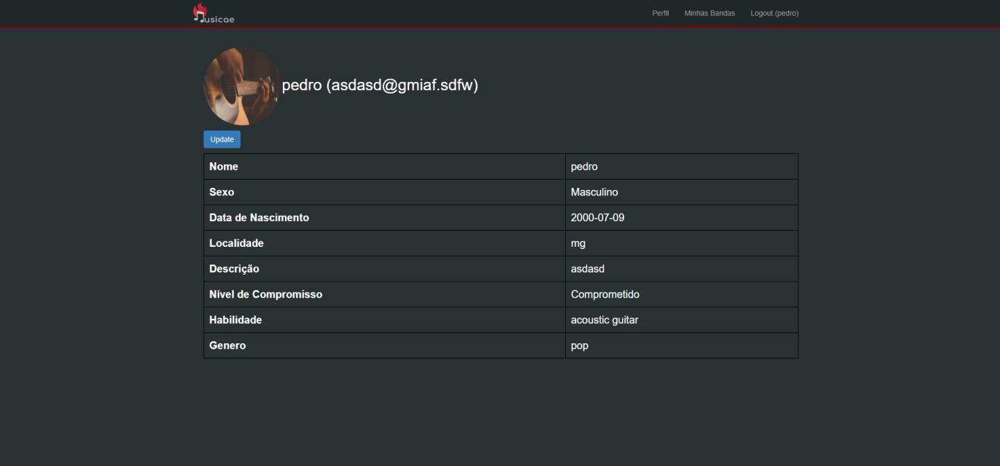 usicae
Perfil Minhas Bandas Logout (pedro)
pedro (asdasd@gmiaf.sdfw)
Update
Nome pedro
Sexo Masculino
Data de Nascimento 2000-07-09
Localidade mg
Descrição asdasd
Nível de Compromisso Comprometido
Habilidade acoustic guitar
Genero pop